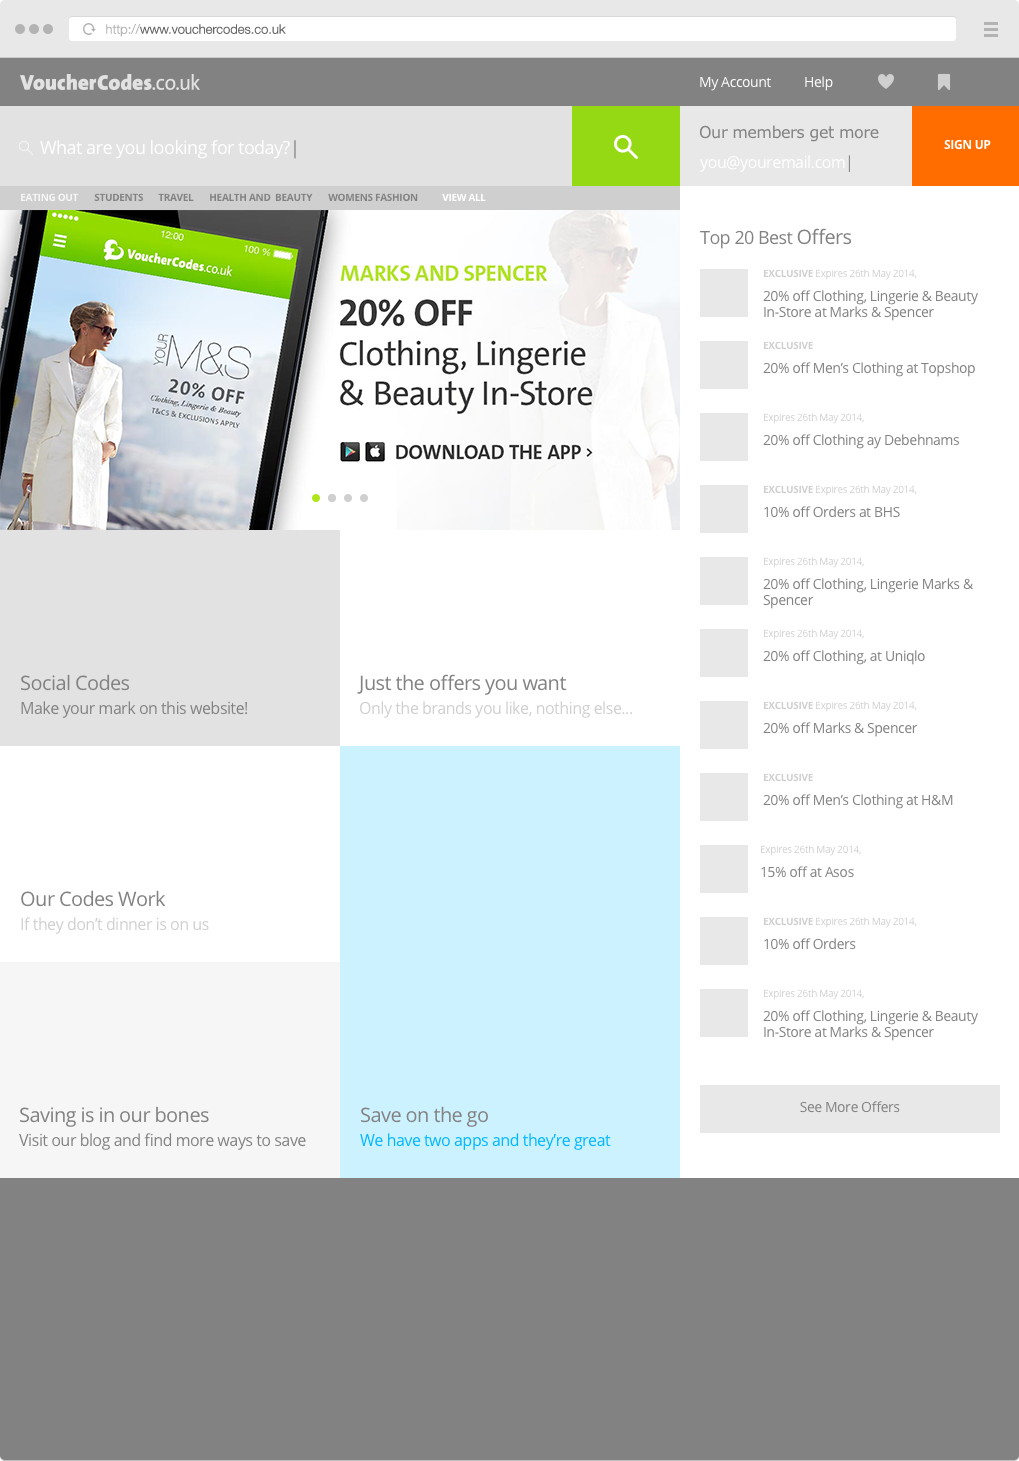 http://www.vouchercodes.co.uk
VoucherCodes.co.uk
My Account
Help
What are you looking for today?
Our members get more
you@youremail.com
SIGN UP
EATING OUT
STUDENTS
TRAVEL
HEALTH AND BEAUTY
WOMENS FASHION
VIEW ALL
12:00
100 %
VoucherCodes.co.uk
YOUR M&S
20% OFF
Clothing, Lingerie & Beauty
T&CS & EXCLUSIONS APPLY
MARKS AND SPENCER
20% OFF
Clothing, Lingerie
& Beauty In-Store
DOWNLOAD THE APP ›
Social Codes
Make your mark on this website!
Just the offers you want
Only the brands you like, nothing else...
Our Codes Work
If they don't dinner is on us
Saving is in our bones
Visit our blog and find more ways to save
Save on the go
We have two apps and they're great
Top 20 Best Offers
EXCLUSIVE Expires 26th May 2014,
20% off Clothing, Lingerie & Beauty
In-Store at Marks & Spencer
EXCLUSIVE
20% off Men's Clothing at Topshop
Expires 26th May 2014,
20% off Clothing ay Debehnams
EXCLUSIVE Expires 26th May 2014,
10% off Orders at BHS
Expires 26th May 2014,
20% off Clothing, Lingerie Marks &
Spencer
Expires 26th May 2014,
20% off Clothing, at Uniqlo
EXCLUSIVE Expires 26th May 2014,
20% off Marks & Spencer
EXCLUSIVE
20% off Men's Clothing at H&M
Expires 26th May 2014,
15% off at Asos
EXCLUSIVE Expires 26th May 2014,
10% off Orders
Expires 26th May 2014,
20% off Clothing, Lingerie & Beauty
In-Store at Marks & Spencer
See More Offers